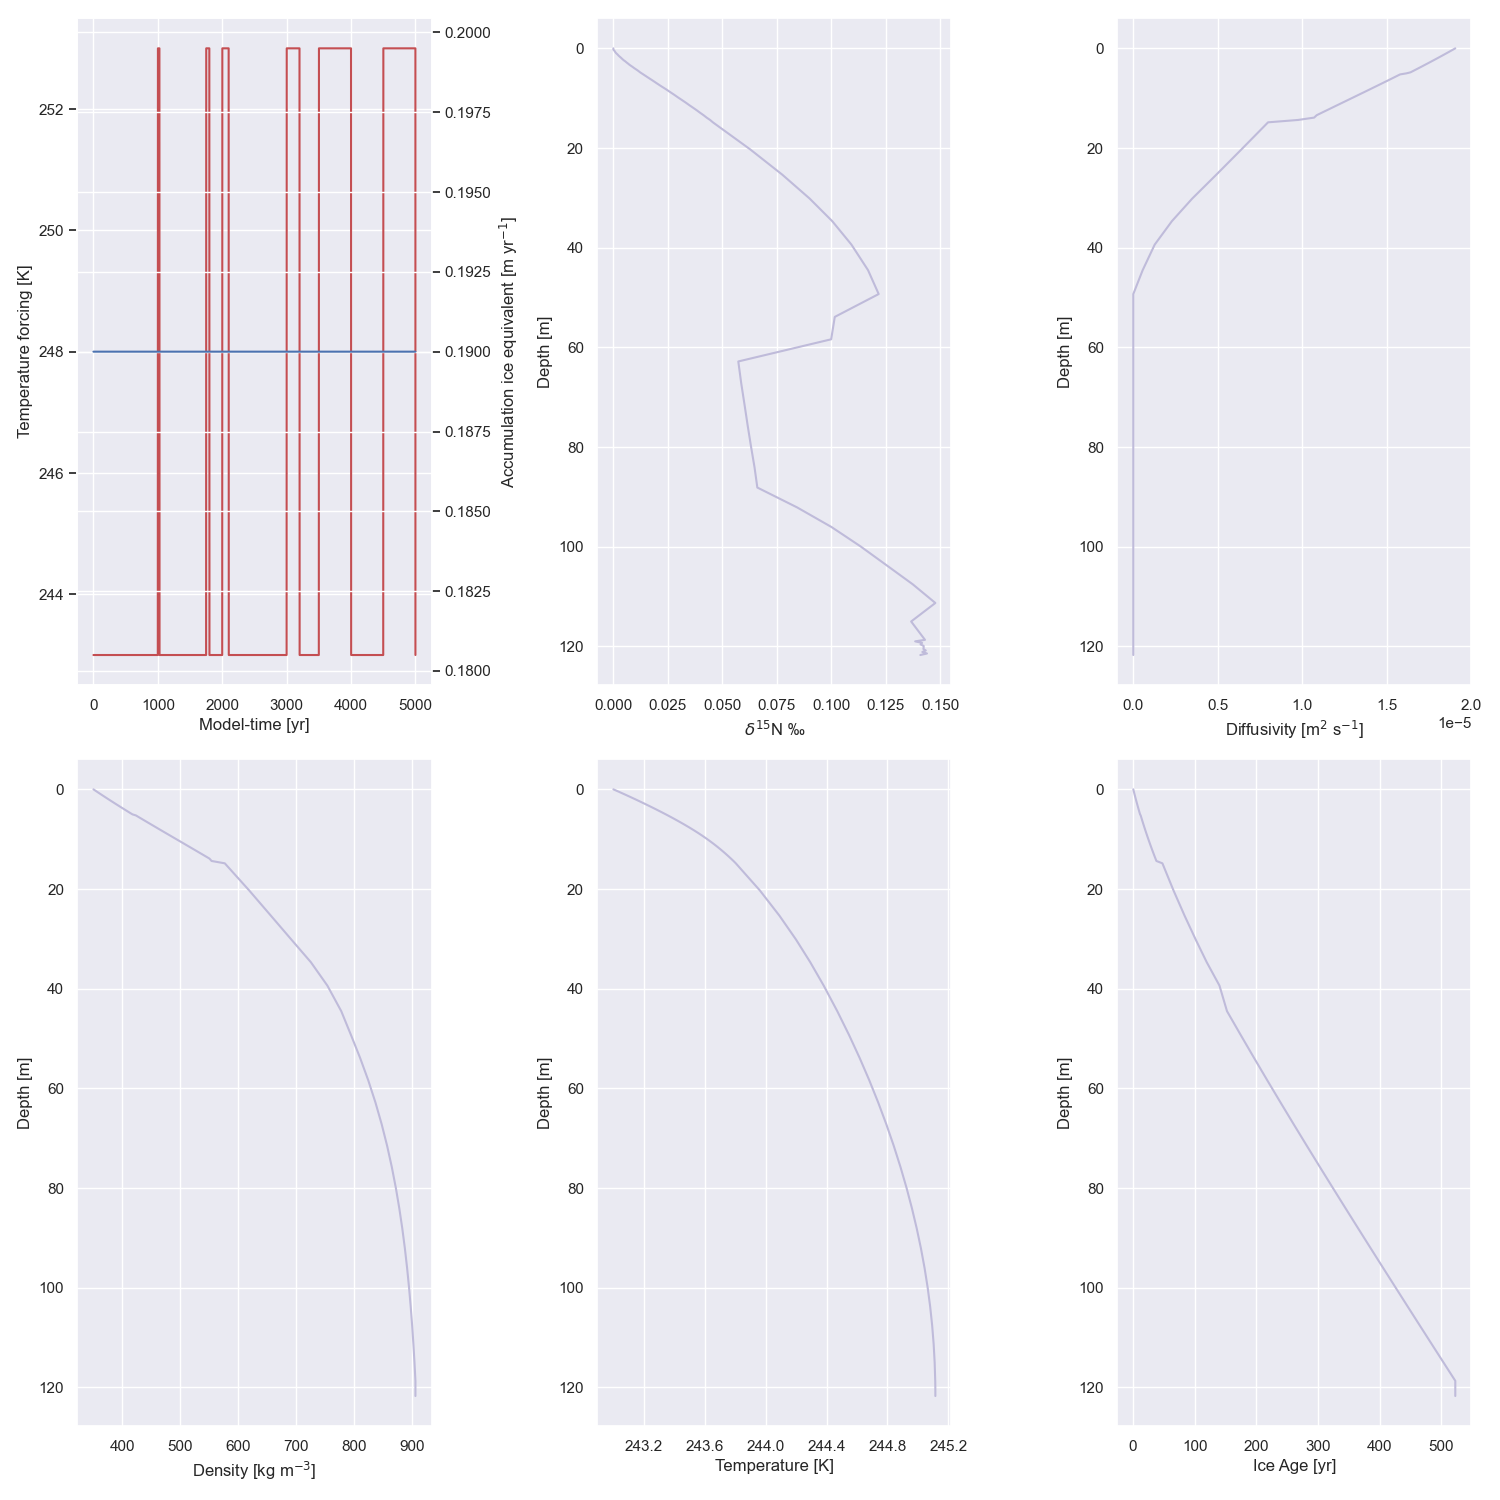 252
250
248
246
244
Temperature forcing [K]
0 1000 2000 3000 4000 5000
Model-time [yr]
0.2000
0.1975
0.1950
0.1925
0.1900
0.1875
0.1850
0.1825
0.1800
Accumulation ice equivalent [m yr⁻¹]
0
20
40
60
80
100
120
Depth [m]
0.000 0.025 0.050 0.075 0.100 0.125 0.150
δ¹⁵N ‰
0
20
40
60
80
100
120
Depth [m]
0.0 0.5 1.0 1.5 2.0
1e−5
Diffusivity [m² s⁻¹]
0
20
40
60
80
100
120
Depth [m]
400 500 600 700 800 900
Density [kg m⁻³]
0
20
40
60
80
100
120
Depth [m]
243.2 243.6 244.0 244.4 244.8 245.2
Temperature [K]
0
20
40
60
80
100
120
Depth [m]
0 100 200 300 400 500
Ice Age [yr]